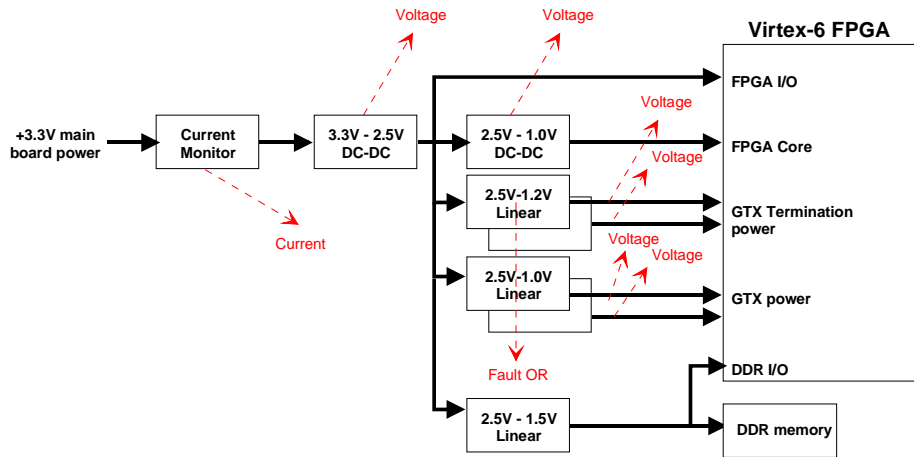 Voltage
Voltage
Virtex-6 FPGA
FPGA I/O
Voltage
+3.3V main
board power
Current
Monitor
3.3V - 2.5V
DC-DC
2.5V - 1.0V
DC-DC
FPGA Core
Voltage
2.5V-1.2V
Linear
GTX Termination
power
Current
Voltage
Voltage
2.5V-1.0V
Linear
GTX power
Fault OR
DDR I/O
2.5V - 1.5V
Linear
DDR memory